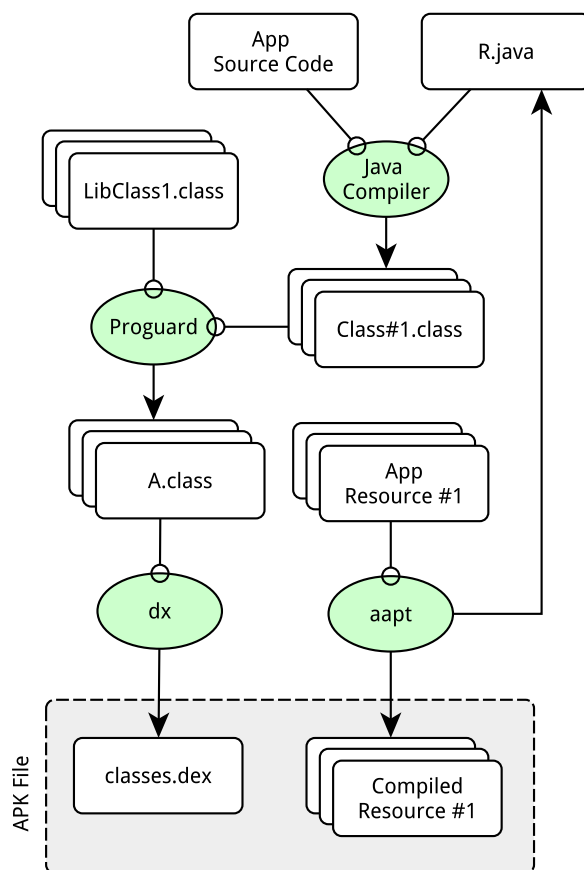 App
Source Code
R.java
Java
Compiler
LibClass1.class
Proguard
Class#1.class
A.class
App
Resource #1
dx
aapt
APK File
classes.dex
Compiled
Resource #1